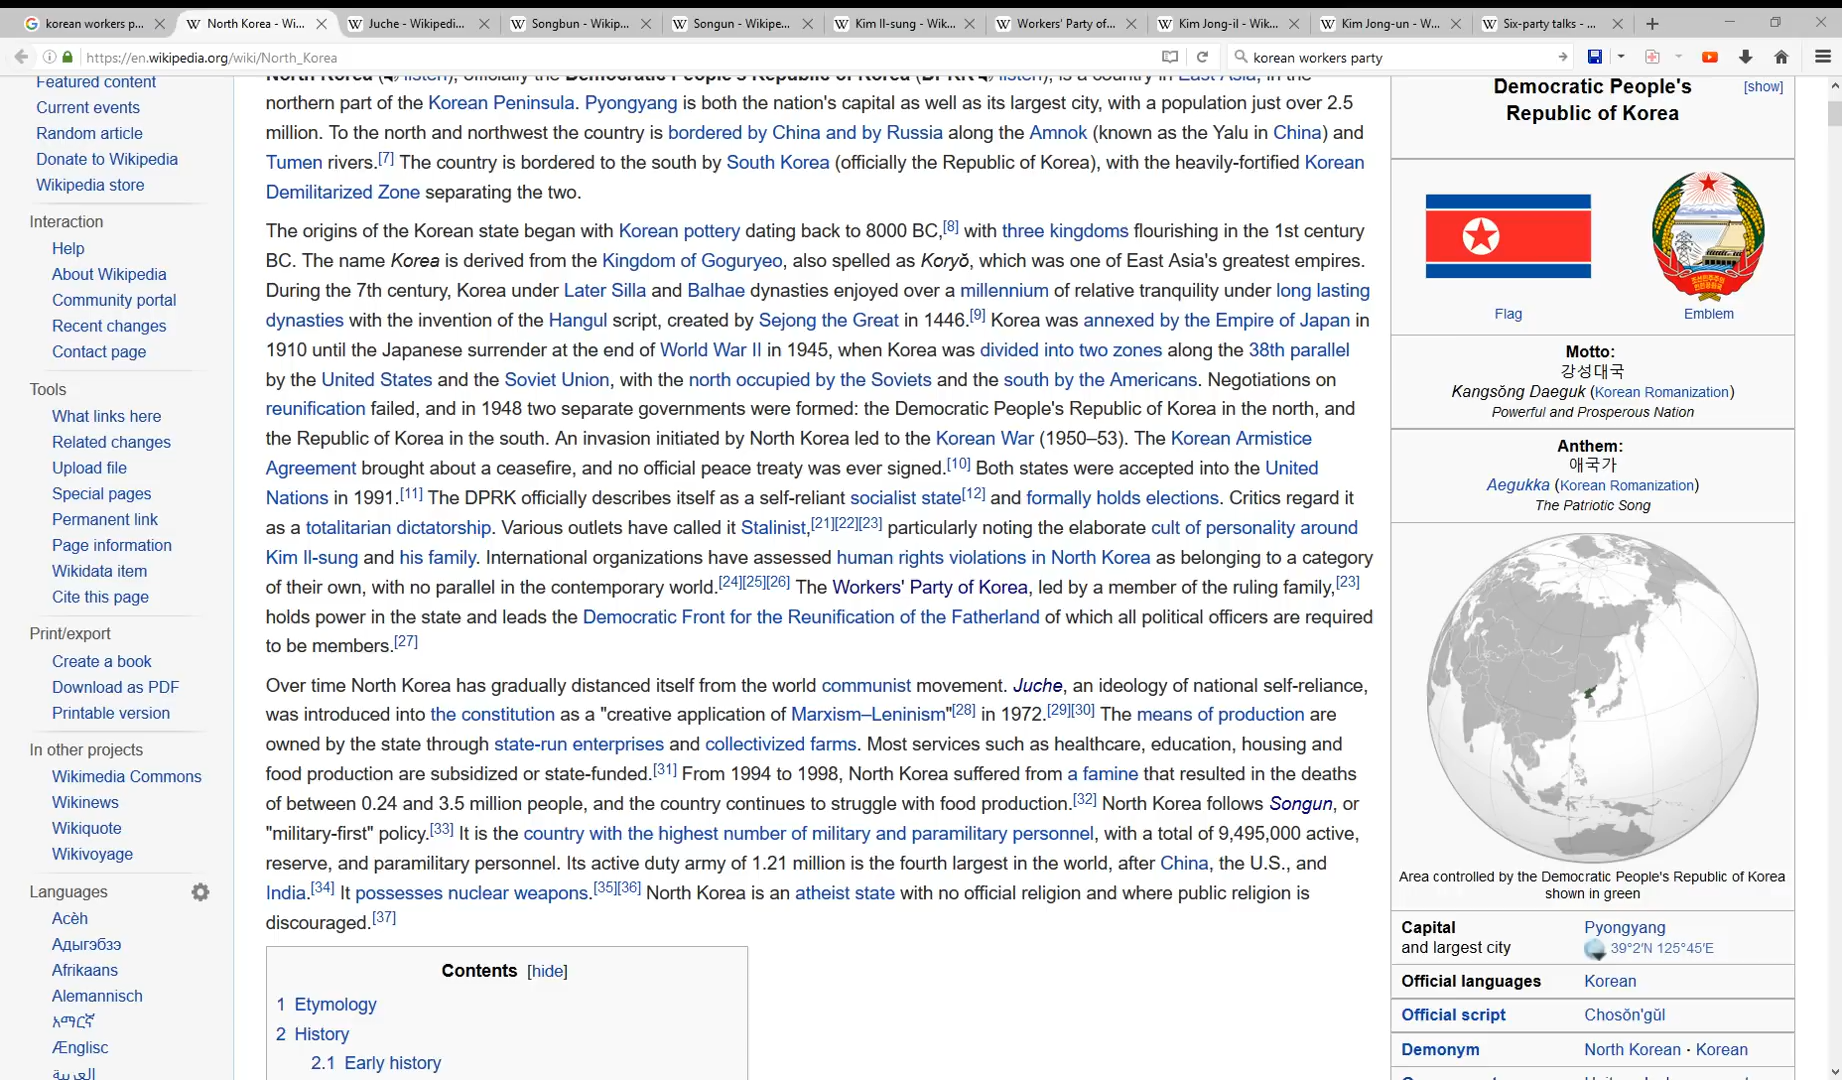 korean workers p...
North Korea - Wi...
Juche - Wikipedi...
Songbun - Wikip...
Songun - Wikipe...
Kim Il-sung - Wik...
Workers' Party of...
Kim Jong-il - Wik...
Kim Jong-un - W...
Six-party talks - ...
https://en.wikipedia.org/wiki/North_Korea
korean workers party
Featured content
Current events
Random article
Donate to Wikipedia
Wikipedia store
Interaction
Help
About Wikipedia
Community portal
Recent changes
Contact page
Tools
What links here
Related changes
Upload file
Special pages
Permanent link
Page information
Wikidata item
Cite this page
Print/export
Create a book
Download as PDF
Printable version
In other projects
Wikimedia Commons
Wikinews
Wikiquote
Wikivoyage
Languages
Acèh
Адыгэбзэ
Afrikaans
Alemannisch
አማርኛ
Ænglisc
العربية
North Korea (listen), officially the Democratic People's Republic of Korea (DPRK listen), is a country in East Asia, in the
northern part of the Korean Peninsula. Pyongyang is both the nation's capital as well as its largest city, with a population just over 2.5
million. To the north and northwest the country is bordered by China and by Russia along the Amnok (known as the Yalu in China) and
Tumen rivers.[7] The country is bordered to the south by South Korea (officially the Republic of Korea), with the heavily-fortified Korean
Demilitarized Zone separating the two.
The origins of the Korean state began with Korean pottery dating back to 8000 BC,[8] with three kingdoms flourishing in the 1st century
BC. The name Korea is derived from the Kingdom of Goguryeo, also spelled as Koryŏ, which was one of East Asia's greatest empires.
During the 7th century, Korea under Later Silla and Balhae dynasties enjoyed over a millennium of relative tranquility under long lasting
dynasties with the invention of the Hangul script, created by Sejong the Great in 1446.[9] Korea was annexed by the Empire of Japan in
1910 until the Japanese surrender at the end of World War II in 1945, when Korea was divided into two zones along the 38th parallel
by the United States and the Soviet Union, with the north occupied by the Soviets and the south by the Americans. Negotiations on
reunification failed, and in 1948 two separate governments were formed: the Democratic People's Republic of Korea in the north, and
the Republic of Korea in the south. An invasion initiated by North Korea led to the Korean War (1950–53). The Korean Armistice
Agreement brought about a ceasefire, and no official peace treaty was ever signed.[10] Both states were accepted into the United
Nations in 1991.[11] The DPRK officially describes itself as a self-reliant socialist state[12] and formally holds elections. Critics regard it
as a totalitarian dictatorship. Various outlets have called it Stalinist,[21][22][23] particularly noting the elaborate cult of personality around
Kim Il-sung and his family. International organizations have assessed human rights violations in North Korea as belonging to a category
of their own, with no parallel in the contemporary world.[24][25][26] The Workers' Party of Korea, led by a member of the ruling family,[23]
holds power in the state and leads the Democratic Front for the Reunification of the Fatherland of which all political officers are required
to be members.[27]
Over time North Korea has gradually distanced itself from the world communist movement. Juche, an ideology of national self-reliance,
was introduced into the constitution as a "creative application of Marxism–Leninism"[28] in 1972.[29][30] The means of production are
owned by the state through state-run enterprises and collectivized farms. Most services such as healthcare, education, housing and
food production are subsidized or state-funded.[31] From 1994 to 1998, North Korea suffered from a famine that resulted in the deaths
of between 0.24 and 3.5 million people, and the country continues to struggle with food production.[32] North Korea follows Songun, or
"military-first" policy.[33] It is the country with the highest number of military and paramilitary personnel, with a total of 9,495,000 active,
reserve, and paramilitary personnel. Its active duty army of 1.21 million is the fourth largest in the world, after China, the U.S., and
India.[34] It possesses nuclear weapons.[35][36] North Korea is an atheist state with no official religion and where public religion is
discouraged.[37]
Contents [hide]
1 Etymology
2 History
2.1 Early history
Democratic People's
Republic of Korea
[show]
Flag
Emblem
Motto:
강성대국
Kangsŏng Daeguk (Korean Romanization)
Powerful and Prosperous Nation
Anthem:
애국가
Aegukka (Korean Romanization)
The Patriotic Song
Area controlled by the Democratic People's Republic of Korea
shown in green
Capital
and largest city
Pyongyang
39°2′N 125°45′E
Official languages
Korean
Official script
Chosŏn'gŭl
Demonym
North Korean · Korean